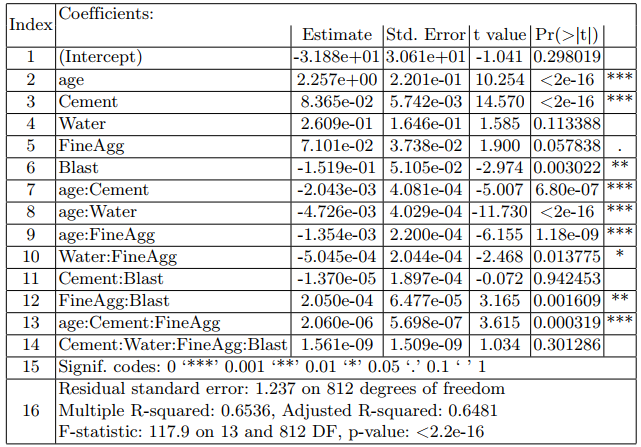 Index Coefficients:
Estimate Std. Error t value Pr(>|t|)
1 (Intercept) -3.188e+01 3.061e+01 -1.041 0.298019
2 age 2.257e+00 2.201e-01 10.254 <2e-16 ***
3 Cement 8.365e-02 5.742e-03 14.570 <2e-16 ***
4 Water 2.609e-01 1.646e-01 1.585 0.113388
5 FineAgg 7.101e-02 3.738e-02 1.900 0.057838 .
6 Blast -1.519e-01 5.105e-02 -2.974 0.003022 **
7 age:Cement -2.043e-03 4.081e-04 -5.007 6.80e-07 ***
8 age:Water -4.726e-03 4.029e-04 -11.730 <2e-16 ***
9 age:FineAgg -1.354e-03 2.200e-04 -6.155 1.18e-09 ***
10 Water:FineAgg -5.045e-04 2.044e-04 -2.468 0.013775 *
11 Cement:Blast -1.370e-05 1.897e-04 -0.072 0.942453
12 FineAgg:Blast 2.050e-04 6.477e-05 3.165 0.001609 **
13 age:Cement:FineAgg 2.060e-06 5.698e-07 3.615 0.000319 ***
14 Cement:Water:FineAgg:Blast 1.561e-09 1.509e-09 1.034 0.301286
15 Signif. codes: 0 ‘***’ 0.001 ‘**’ 0.01 ‘*’ 0.05 ‘.’ 0.1 ‘ ’ 1
Residual standard error: 1.237 on 812 degrees of freedom
16 Multiple R-squared: 0.6536, Adjusted R-squared: 0.6481
F-statistic: 117.9 on 13 and 812 DF, p-value: <2.2e-16